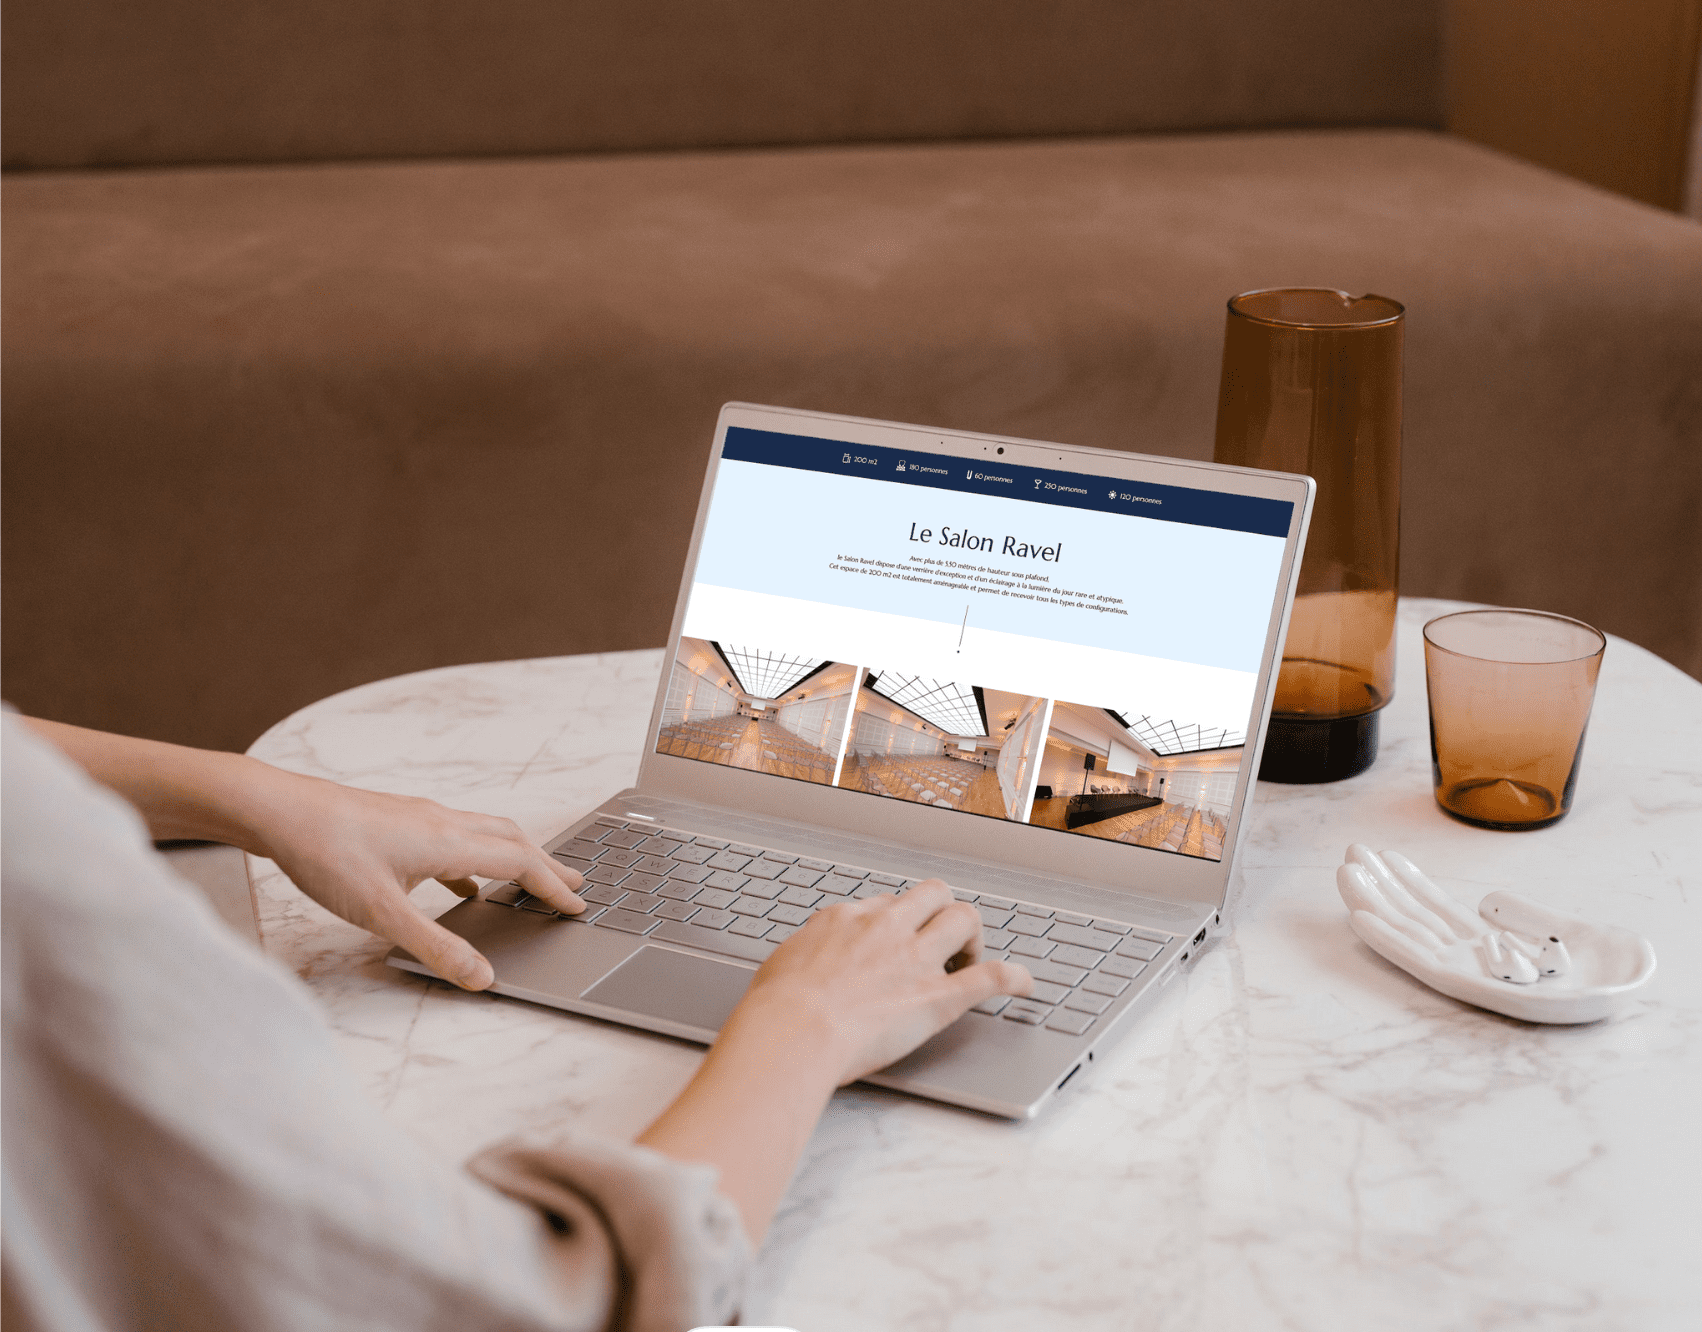 200 m2 180 personnes 60 personnes 250 personnes 120 personnes
Le Salon Ravel
Avec plus de 5,50 mètres de hauteur sous plafond,
le Salon Ravel dispose d'une verrière d'exception et d'un éclairage à la lumière du jour rare et atypique.
Cet espace de 200 m2 est totalement aménageable et permet de recevoir tous les types de configurations.